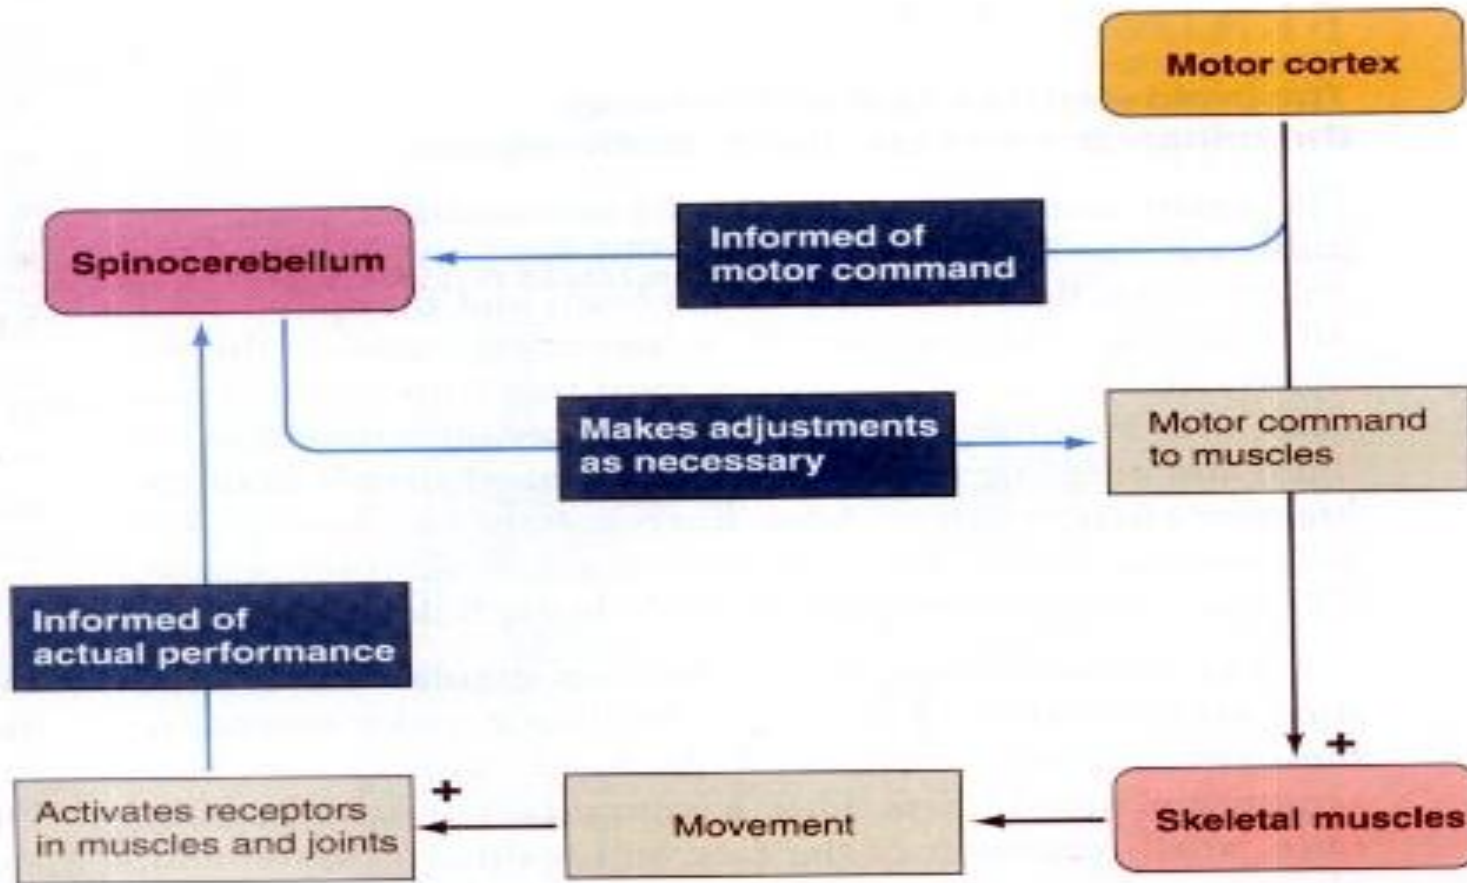 Motor cortex
Informed of
motor command
Spinocerebellum
Makes adjustments
as necessary
Motor command
to muscles
Informed of
actual performance
+
+
Activates receptors
in muscles and joints
Movement
Skeletal muscles